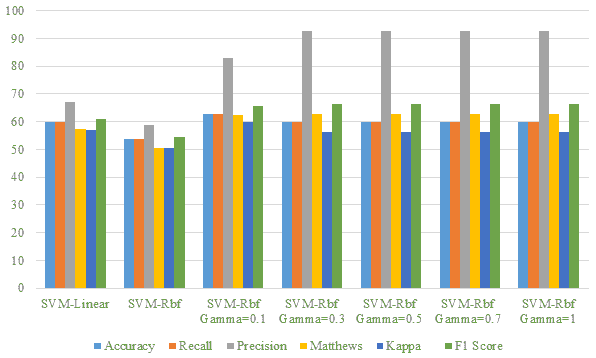 100
90
80
70
60
50
40
30
20
10
0
SVM-Linear
SVM-Rbf
SVM-Rbf
Gamma=0.1
SVM-Rbf
Gamma=0.3
SVM-Rbf
Gamma=0.5
SVM-Rbf
Gamma=0.7
SVM-Rbf
Gamma=1
Accuracy
Recall
Precision
Matthews
Kappa
F1 Score